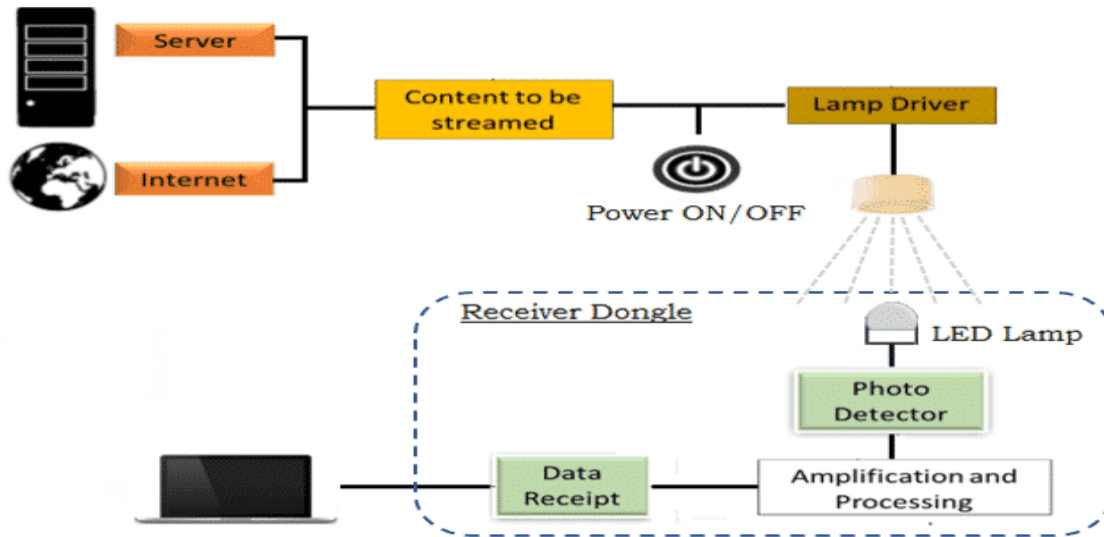 Server
Content to be
streamed
Lamp Driver
Internet
Power ON/OFF
Receiver Dongle
LED Lamp
Photo
Detector
Data
Receipt
Amplification and
Processing